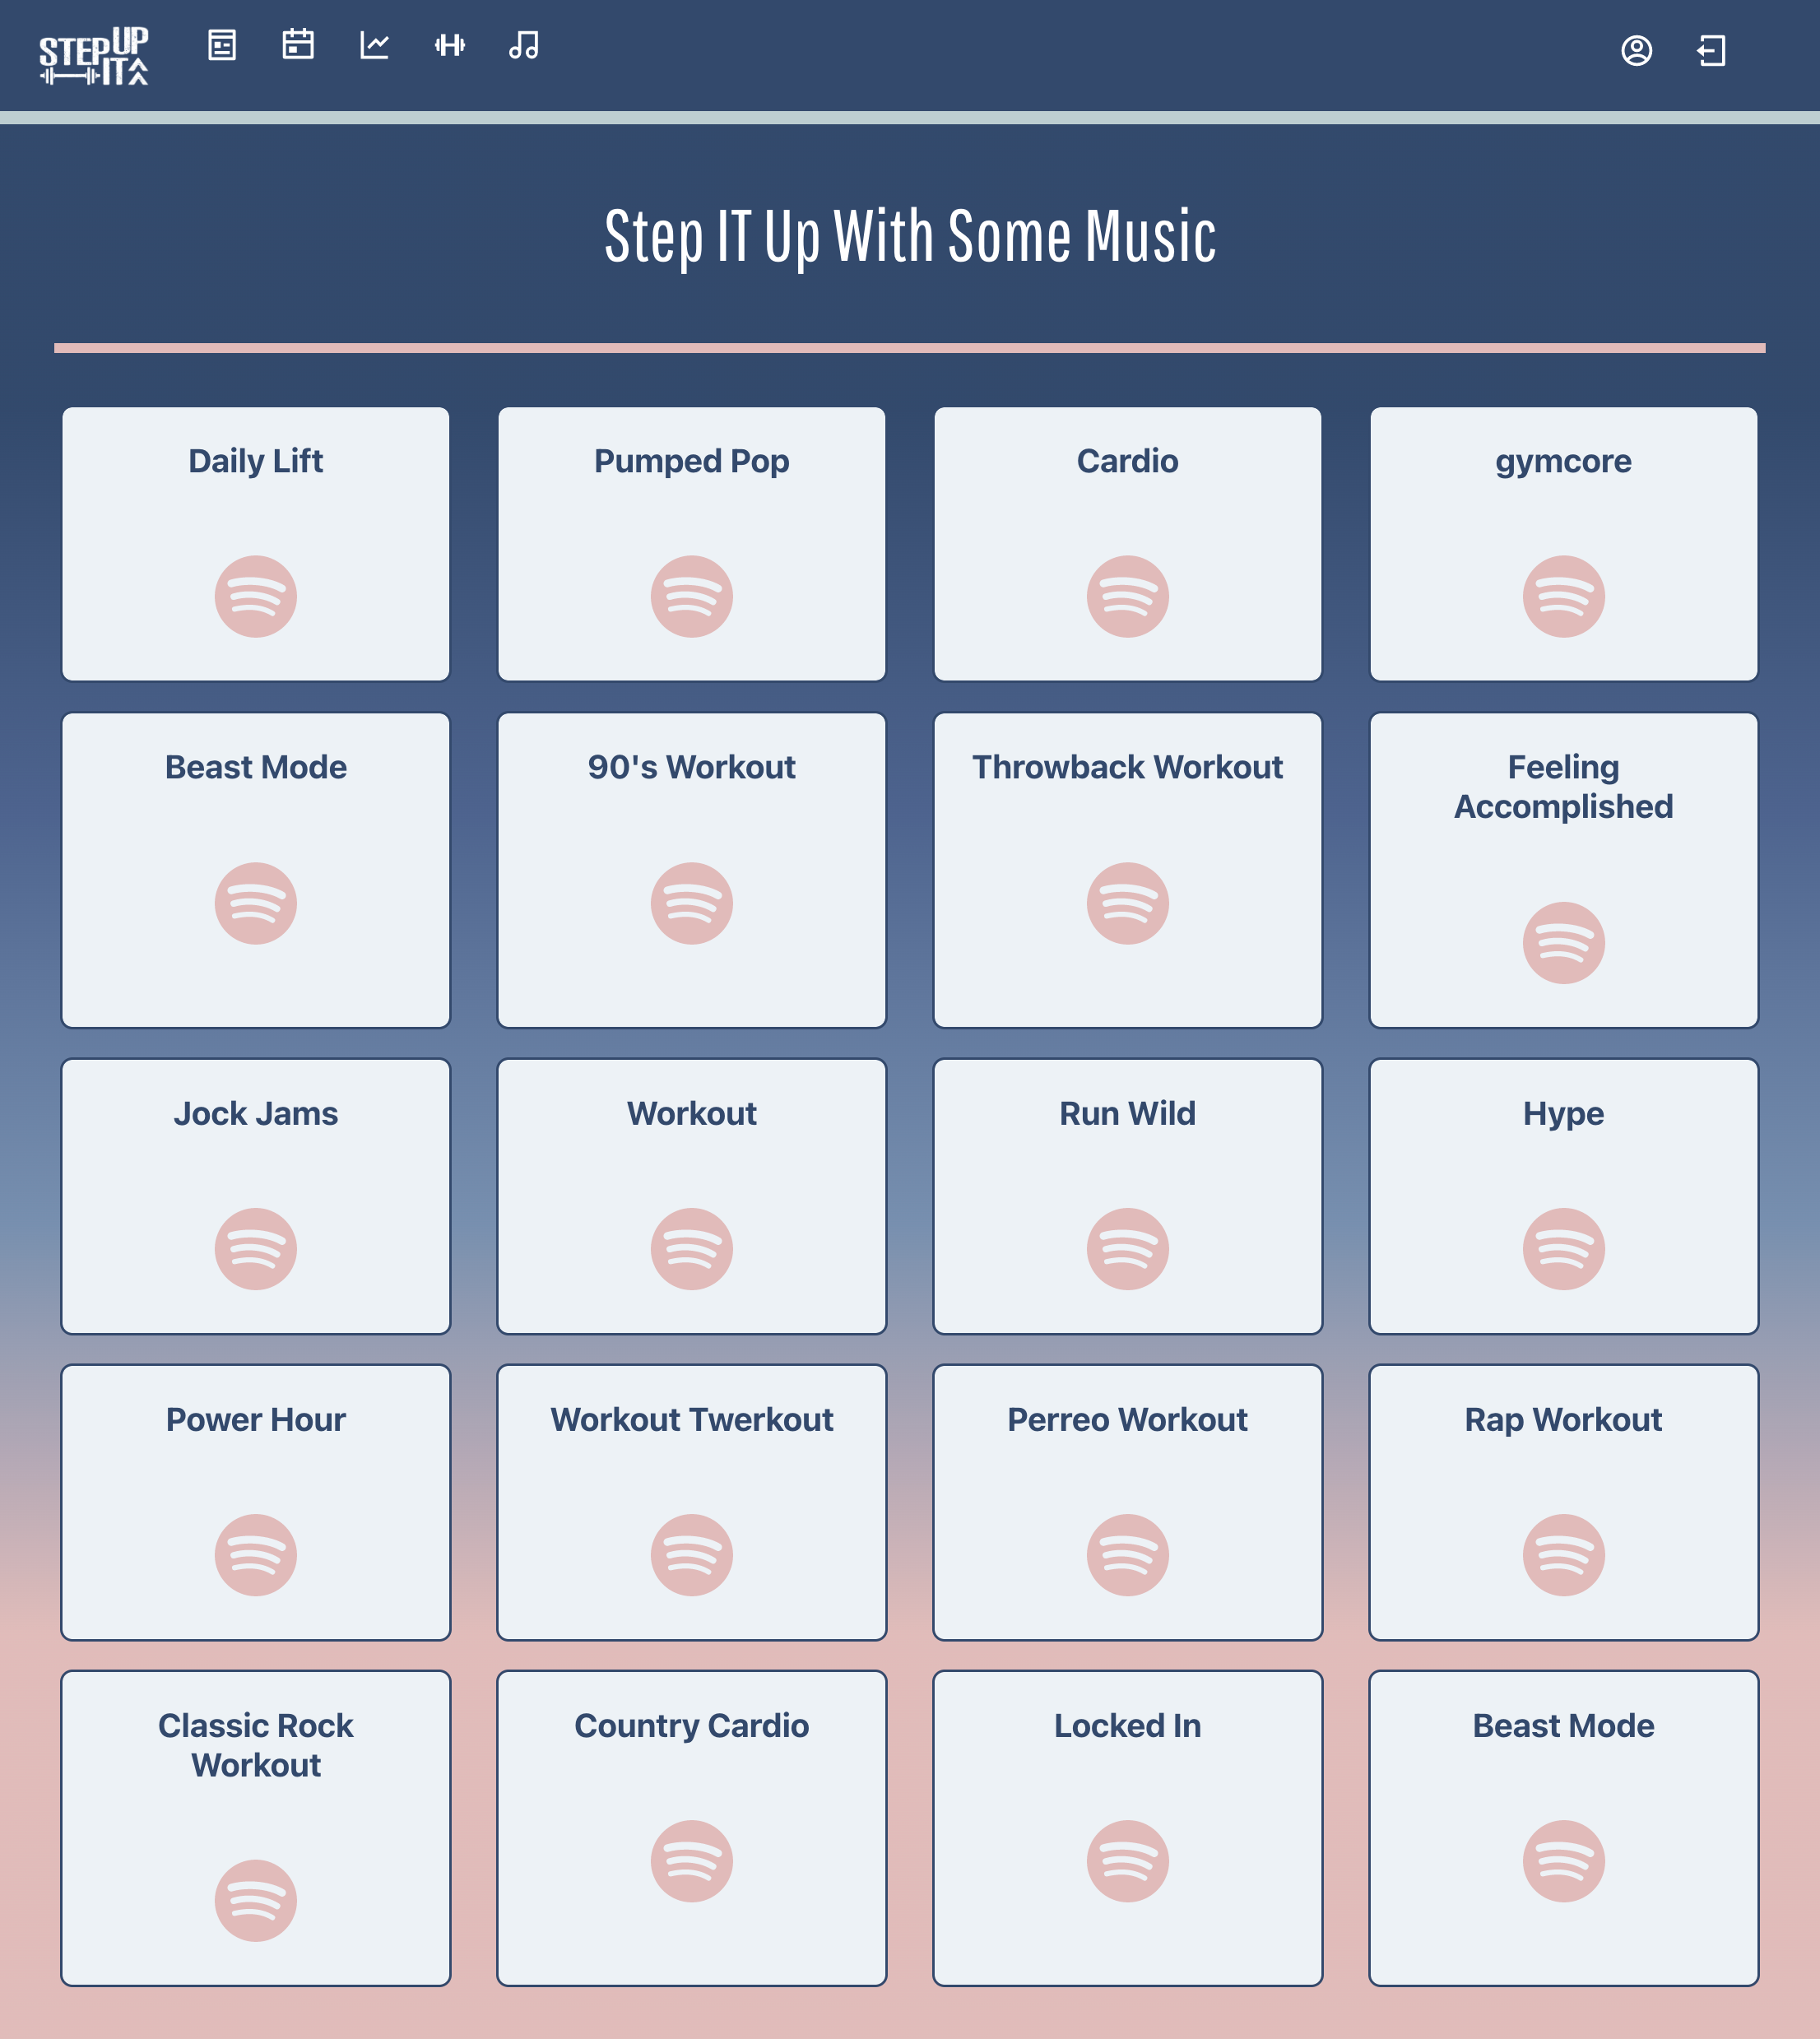 STEP UP
IT
Step IT Up With Some Music
Daily Lift
Pumped Pop
Cardio
gymcore
Beast Mode
90's Workout
Throwback Workout
Feeling
Accomplished
Jock Jams
Workout
Run Wild
Hype
Power Hour
Workout Twerkout
Perreo Workout
Rap Workout
Classic Rock
Workout
Country Cardio
Locked In
Beast Mode